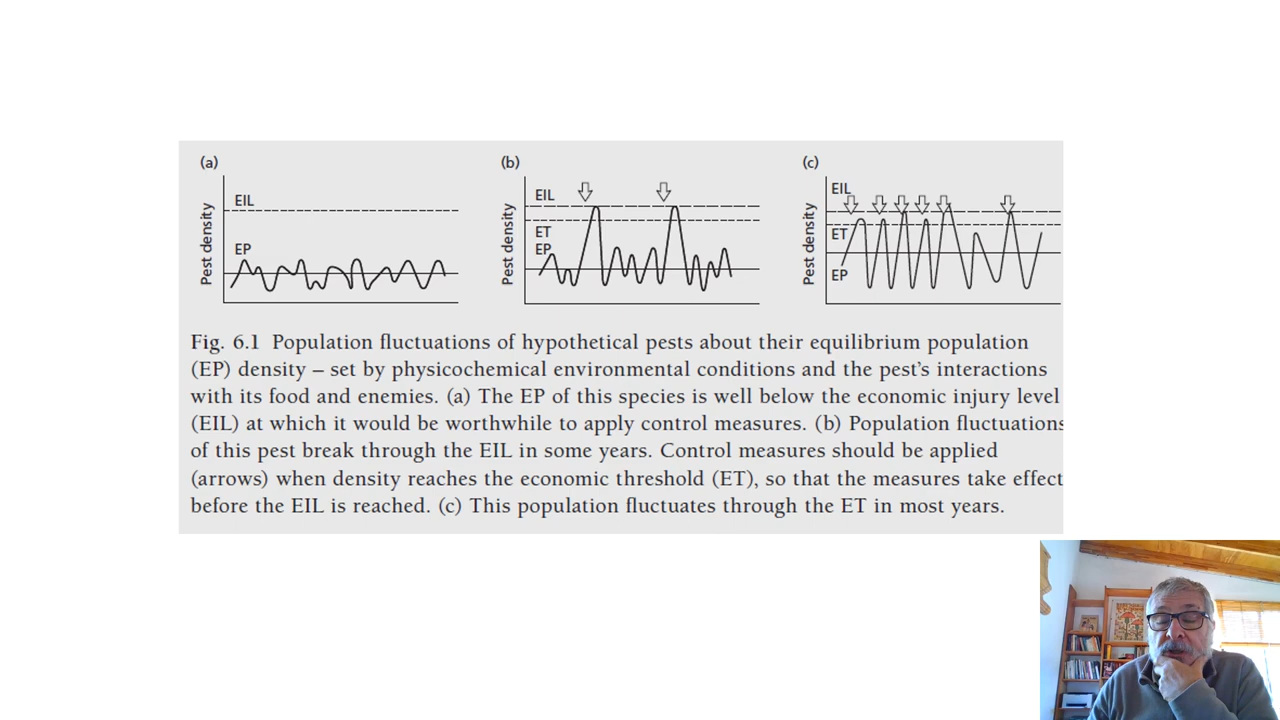 (a)
EIL
EP
Pest density
(b)
EIL
ET
EP
Pest density
(c)
EIL
ET
EP
Pest density
Fig. 6.1 Population fluctuations of hypothetical pests about their equilibrium population
(EP) density – set by physicochemical environmental conditions and the pest's interactions
with its food and enemies. (a) The EP of this species is well below the economic injury level
(EIL) at which it would be worthwhile to apply control measures. (b) Population fluctuations
of this pest break through the EIL in some years. Control measures should be applied
(arrows) when density reaches the economic threshold (ET), so that the measures take effect
before the EIL is reached. (c) This population fluctuates through the ET in most years.